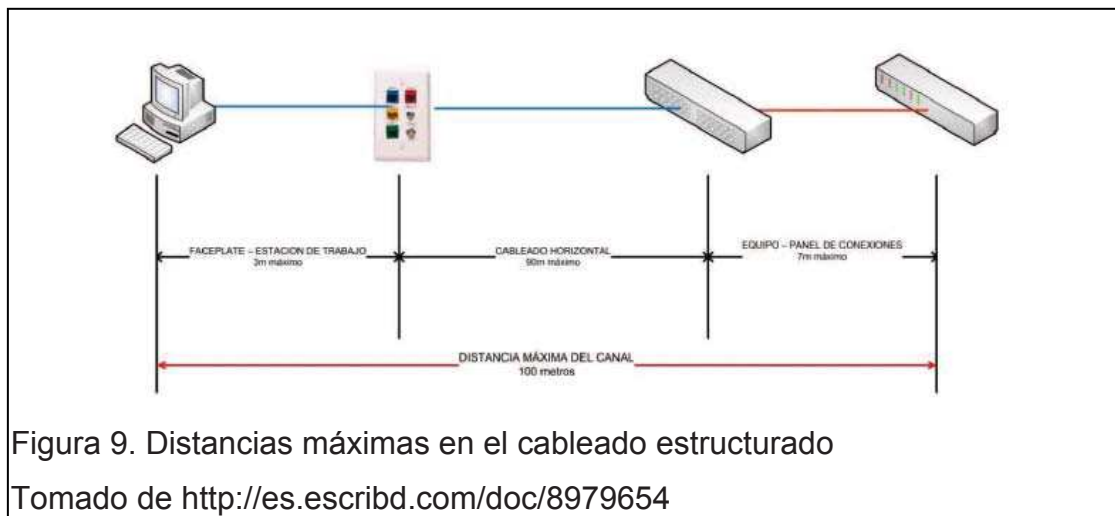 FACEPLATE – ESTACION DE TRABAJO
3m máximo
CABLEADO HORIZONTAL
90m máximo
EQUIPO – PANEL DE CONEXIONES
7m máximo
DISTANCIA MÁXIMA DEL CANAL
100 metros
Figura 9. Distancias máximas en el cableado estructurado
Tomado de http://es.escribd.com/doc/8979654